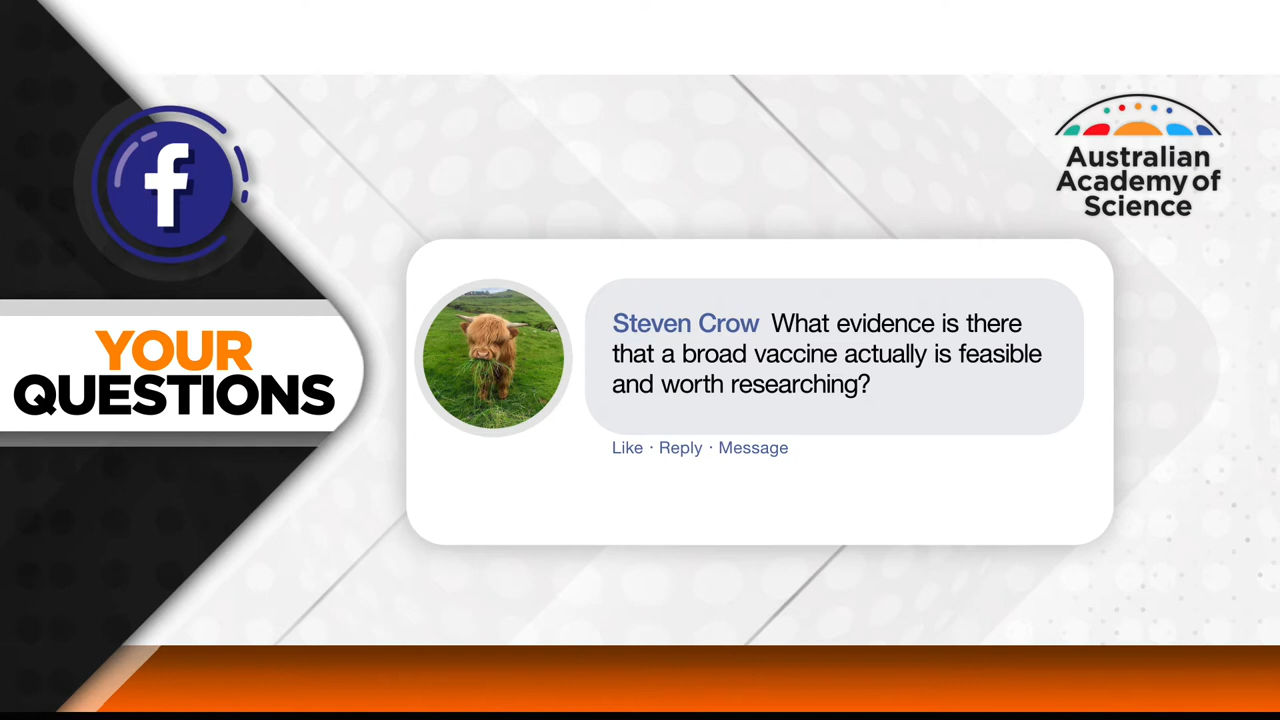 YOUR
QUESTIONS
Australian
Academy of
Science
Steven Crow What evidence is there
that a broad vaccine actually is feasible
and worth researching?
Like · Reply · Message